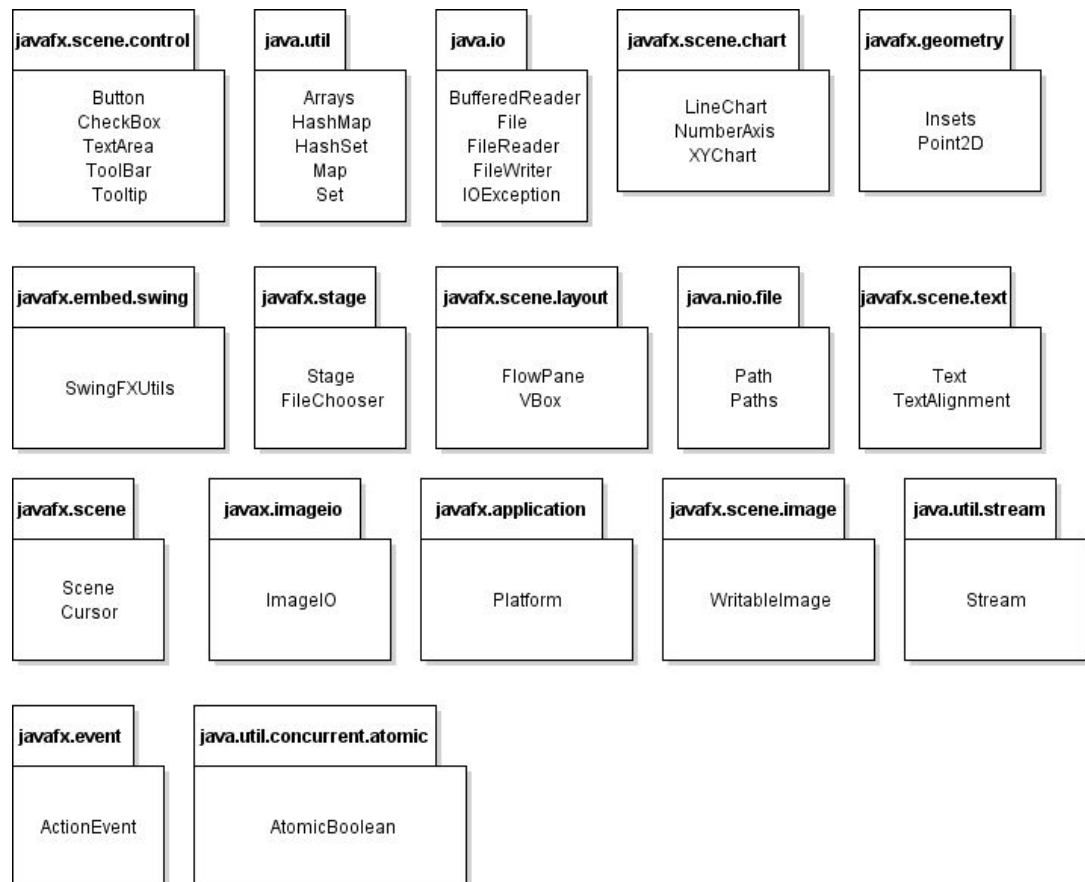 javafx.scene.control
Button
CheckBox
TextArea
ToolBar
Tooltip
java.util
Arrays
HashMap
HashSet
Map
Set
java.io
BufferedReader
File
FileReader
FileWriter
IOException
javafx.scene.chart
LineChart
NumberAxis
XYChart
javafx.geometry
Insets
Point2D
javafx.embed.swing
SwingFXUtils
javafx.stage
Stage
FileChooser
javafx.scene.layout
FlowPane
VBox
java.nio.file
Path
Paths
javafx.scene.text
Text
TextAlignment
javafx.scene
Scene
Cursor
javax.imageio
ImageIO
javafx.application
Platform
javafx.scene.image
WritableImage
java.util.stream
Stream
javafx.event
ActionEvent
java.util.concurrent.atomic
AtomicBoolean